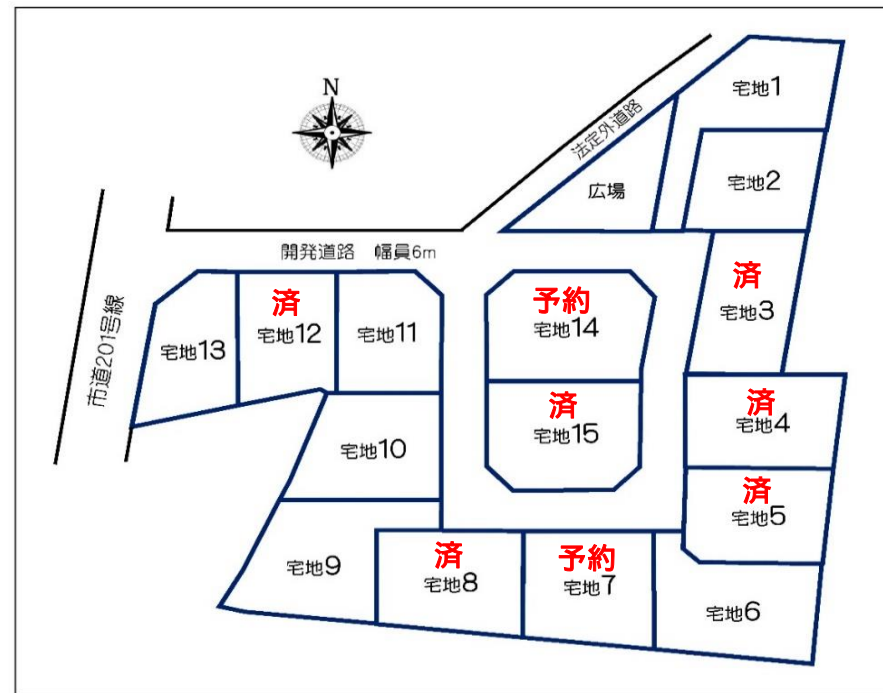 N
宅地1
法定外道路
宅地2
広場
開発道路 幅員6m
済
宅地3
済
宅地12
予約
宅地14
宅地11
宅地13
市道201号線
済
宅地4
済
宅地15
宅地10
済
宅地5
済
宅地8
予約
宅地7
宅地9
宅地6